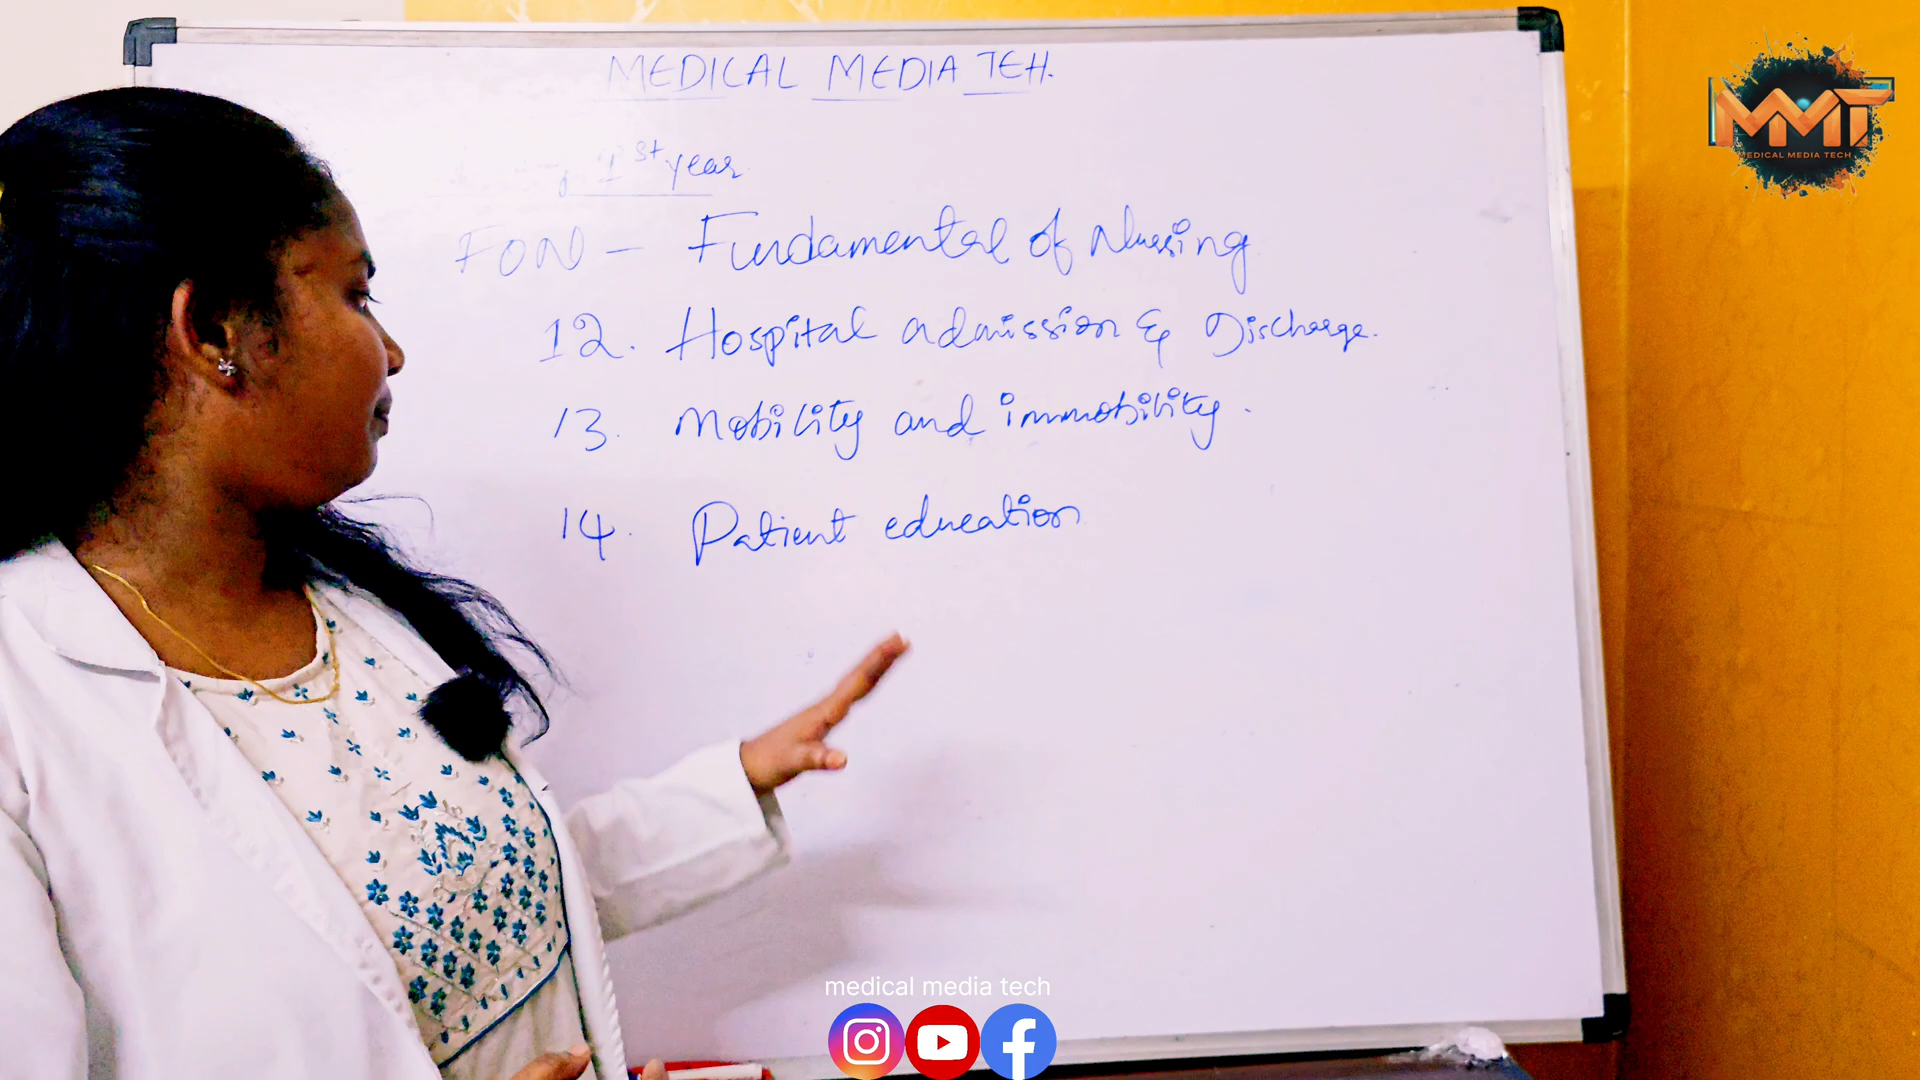 MEDICAL MEDIA TEH.
1st year
FON - Fundamental of Nursing
12. Hospital admission & Discharge.
13. Mobility and immobility.
14. Patient education
MMT
MEDICAL MEDIA TECH
medical media tech